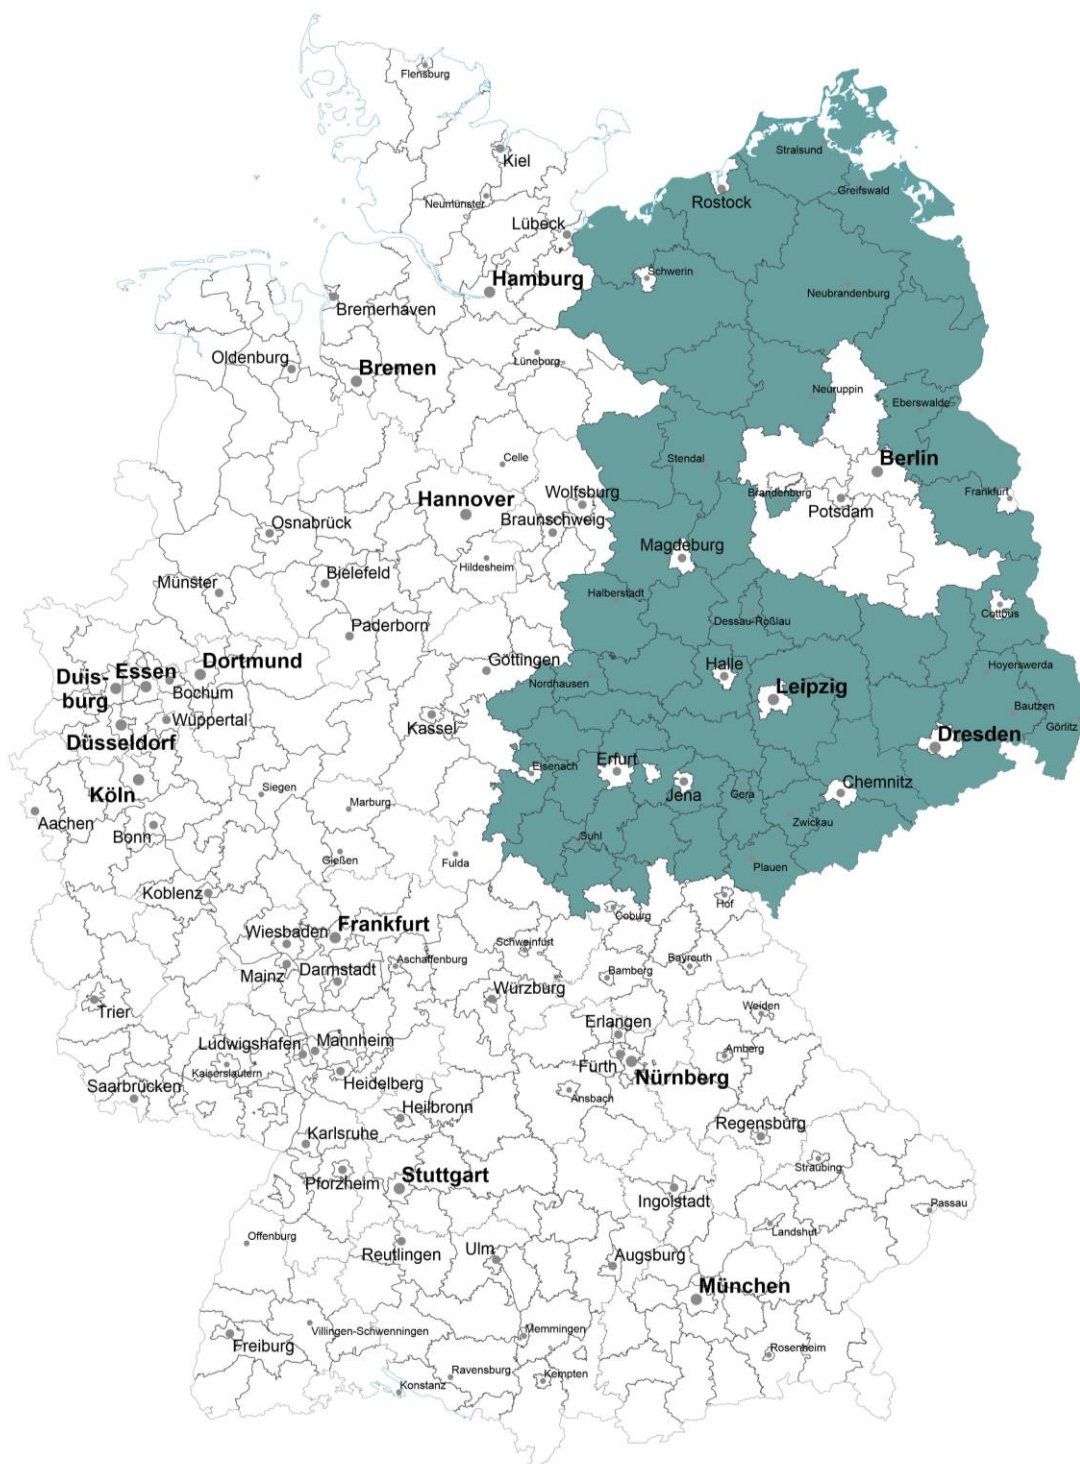 Flensburg
Kiel
Stralsund
Greifswald
Neumünster
Rostock
Lübeck
Schwerin
Hamburg
Neubrandenburg
Bremerhaven
Oldenburg
Bremen
Lüneburg
Neuruppin
Eberswalde
Celle
Stendal
Berlin
Hannover
Wolfsburg
Brandenburg
Frankfurt
Potsdam
Osnabrück
Braunschweig
Magdeburg
Hildesheim
Münster
Bielefeld
Halberstadt
Dessau-Roßlau
Cottbus
Paderborn
Göttingen
Halle
Hoyerswerda
Duis-
burg
Essen
Dortmund
Bochum
Nordhausen
Leipzig
Bautzen
Wuppertal
Kassel
Görlitz
Düsseldorf
Dresden
Eisenach
Erfurt
Köln
Siegen
Marburg
Jena
Gera
Chemnitz
Aachen
Bonn
Zwickau
Gießen
Fulda
Suhl
Plauen
Koblenz
Hof
Coburg
Wiesbaden
Frankfurt
Schweinfurt
Mainz
Darmstadt
Aschaffenburg
Bayreuth
Bamberg
Würzburg
Trier
Weiden
Erlangen
Ludwigshafen
Mannheim
Amberg
Kaiserslautern
Fürth
Nürnberg
Saarbrücken
Heidelberg
Ansbach
Heilbronn
Regensburg
Karlsruhe
Straubing
Pforzheim
Stuttgart
Ingolstadt
Passau
Offenburg
Landshut
Reutlingen
Ulm
Augsburg
München
Freiburg
Villingen-Schwenningen
Memmingen
Rosenheim
Ravensburg
Kempten
Konstanz